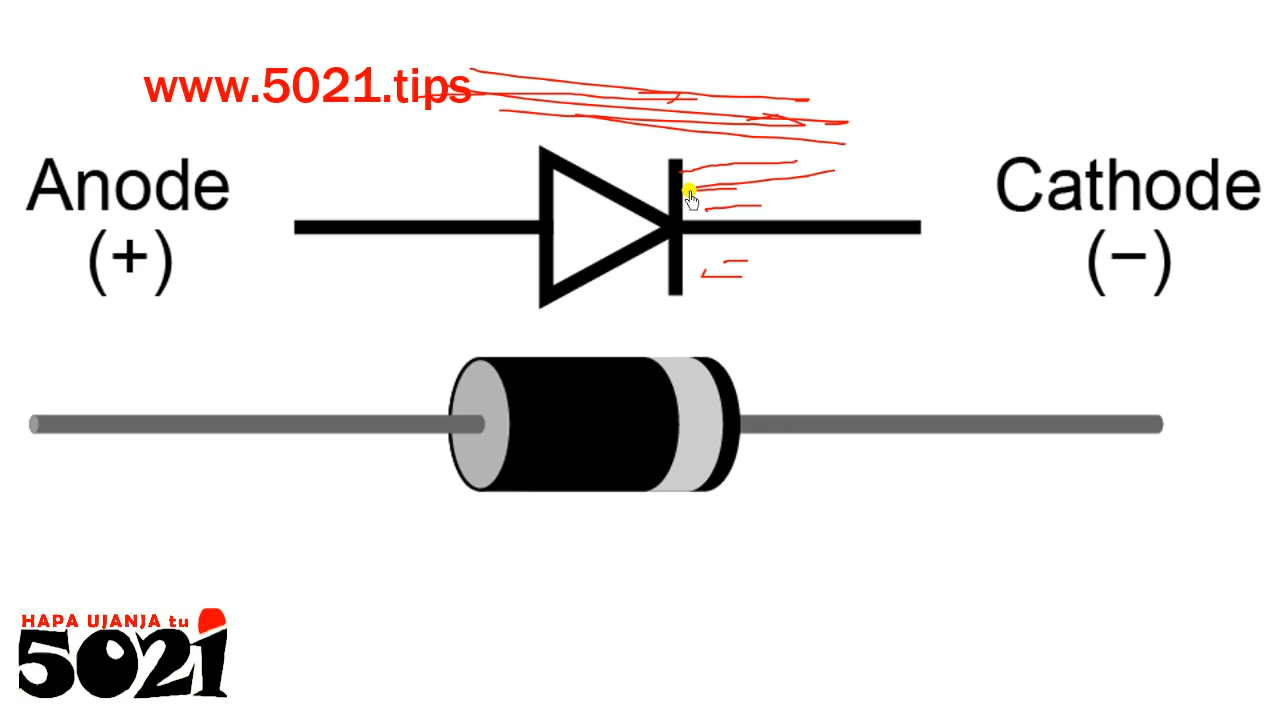 www.5021.tips
Anode
(+)
Cathode
(−)
HAPA UJANJA tu
5021